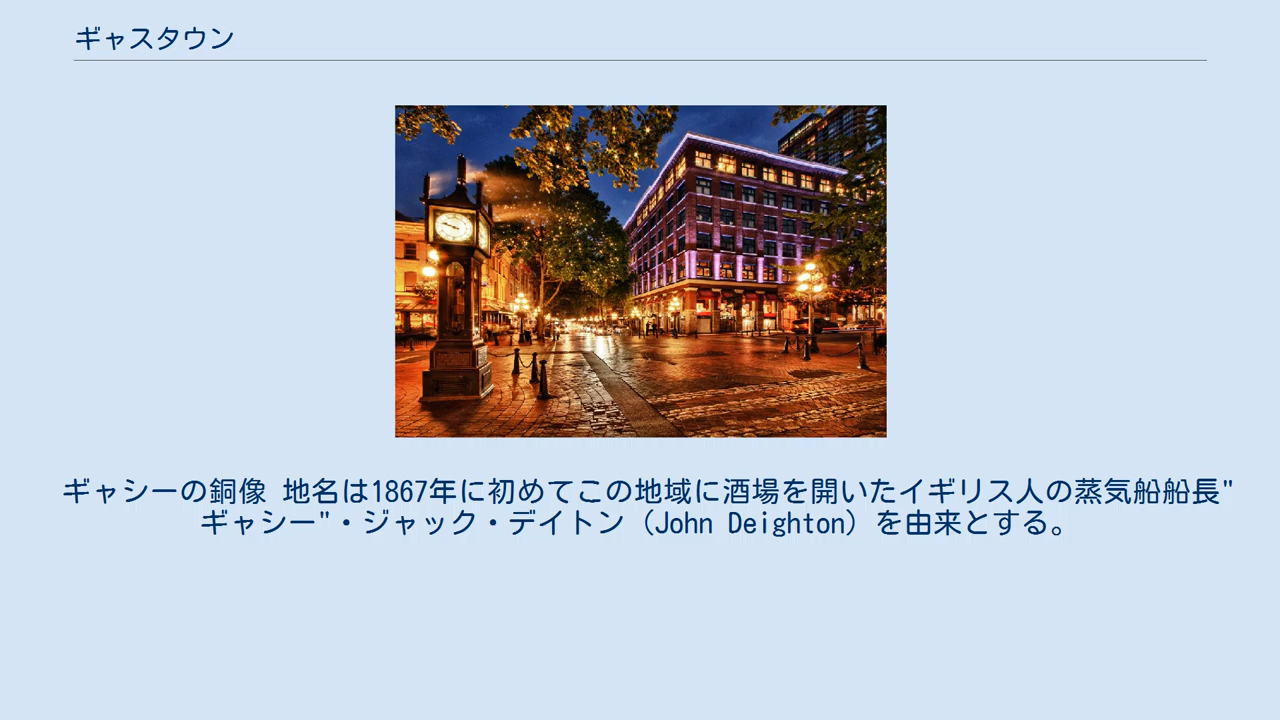 ギャスタウン
ギャシーの銅像 地名は1867年に初めてこの地域に酒場を開いたイギリス人の蒸気船船長"
ギャシー"・ジャック・デイトン（John Deighton）を由来とする。